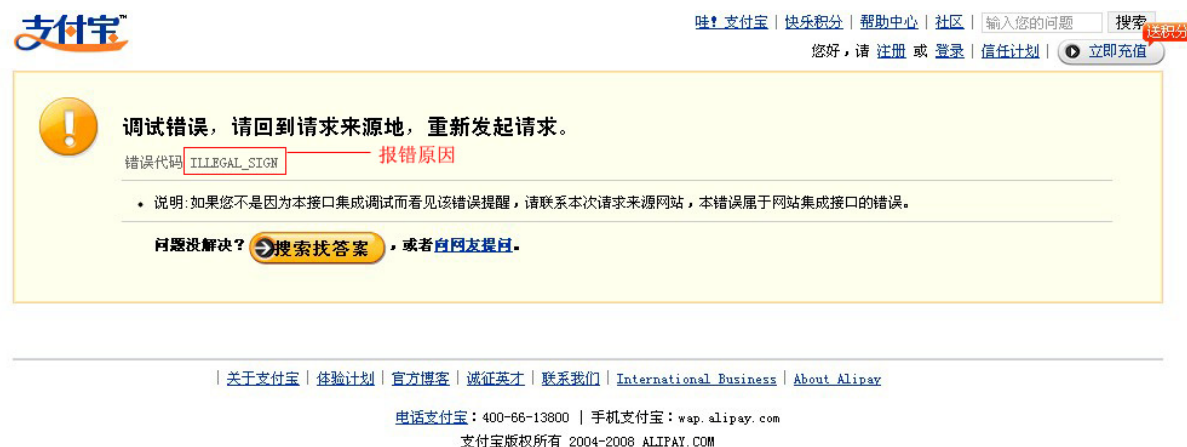 支付宝™
哇! 支付宝 | 快乐积分 | 帮助中心 | 社区 | 输入您的问题 搜索
送积分
您好，请 注册 或 登录 | 信任计划 | 立即充值
调试错误，请回到请求来源地，重新发起请求。
错误代码 ILLEGAL_SIGN 报错原因
• 说明:如果您不是因为本接口集成调试而看见该错误提醒，请联系本次请求来源网站，本错误属于网站集成接口的错误。
问题没解决？ 搜索找答案 ，或者向网友提问。
| 关于支付宝 | 体验计划 | 官方博客 | 诚征英才 | 联系我们 | International Business | About Alipay
电话支付宝：400-66-13800 | 手机支付宝：wap.alipay.com
支付宝版权所有 2004-2008 ALIPAY.COM